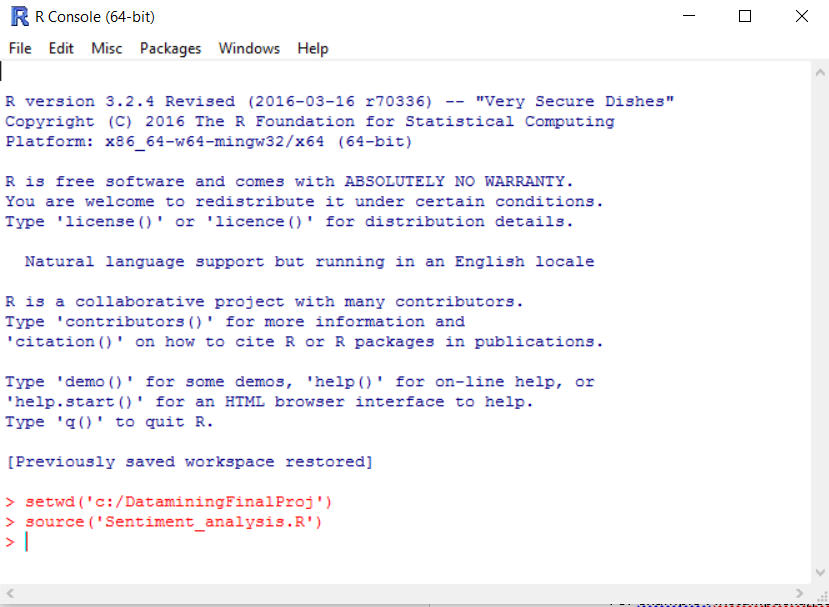 R Console (64-bit)
File Edit Misc Packages Windows Help
R version 3.2.4 Revised (2016-03-16 r70336) -- "Very Secure Dishes"
Copyright (C) 2016 The R Foundation for Statistical Computing
Platform: x86_64-w64-mingw32/x64 (64-bit)
R is free software and comes with ABSOLUTELY NO WARRANTY.
You are welcome to redistribute it under certain conditions.
Type 'license()' or 'licence()' for distribution details.
Natural language support but running in an English locale
R is a collaborative project with many contributors.
Type 'contributors()' for more information and
'citation()' on how to cite R or R packages in publications.
Type 'demo()' for some demos, 'help()' for on-line help, or
'help.start()' for an HTML browser interface to help.
Type 'q()' to quit R.
[Previously saved workspace restored]
> setwd('c:/DataminingFinalProj')
> source('Sentiment_analysis.R')
>